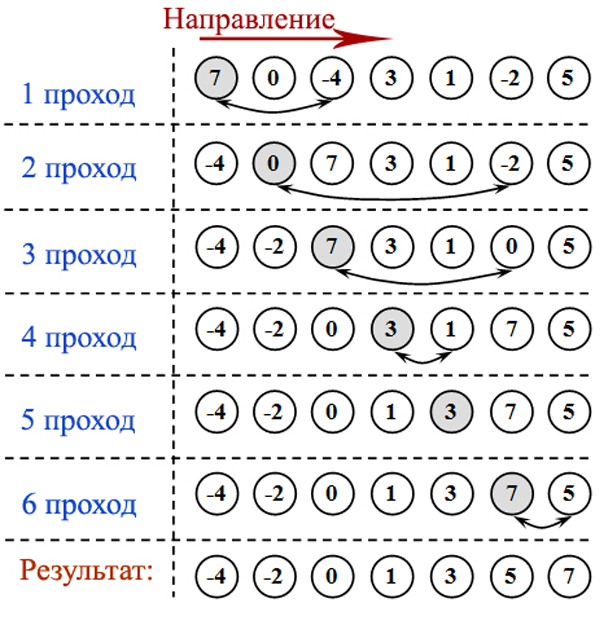 Направление
1 проход 7 0 -4 3 1 -2 5
2 проход -4 0 7 3 1 -2 5
3 проход -4 -2 7 3 1 0 5
4 проход -4 -2 0 3 1 7 5
5 проход -4 -2 0 1 3 7 5
6 проход -4 -2 0 1 3 7 5
Результат: -4 -2 0 1 3 5 7